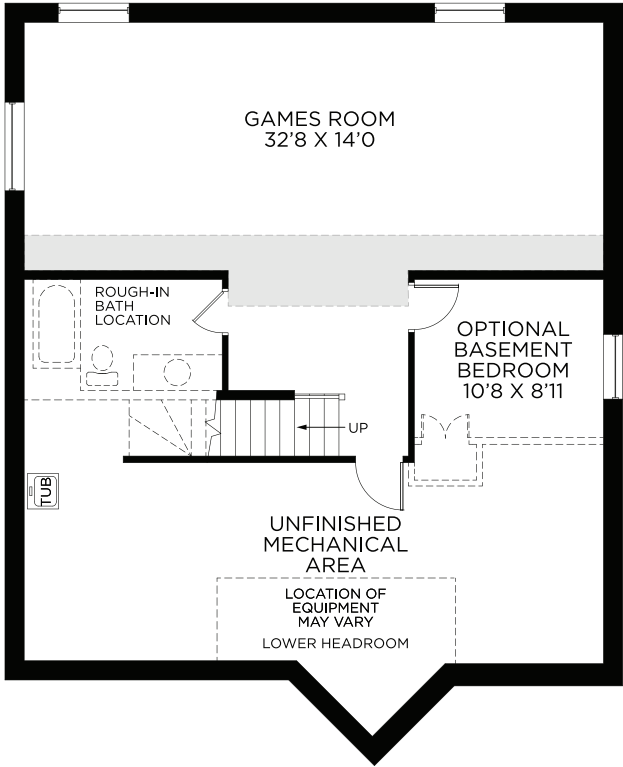 GAMES ROOM
32'8 X 14'0
ROUGH-IN
BATH
LOCATION
OPTIONAL
BASEMENT
BEDROOM
10'8 X 8'11
UP
TUB
UNFINISHED
MECHANICAL
AREA
LOCATION OF
EQUIPMENT
MAY VARY
LOWER HEADROOM